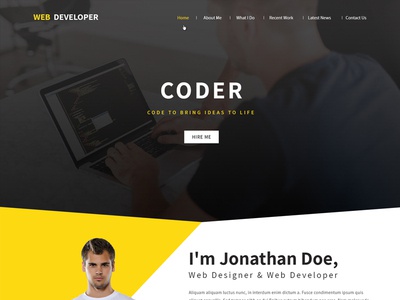 WEB DEVELOPER
Home | About Me | What I Do | Recent Work | Latest News | Contact Us
CODER
CODE TO BRING IDEAS TO LIFE
HIRE ME
I'm Jonathan Doe,
Web Designer & Web Developer
Aliquam aliquam luctus nunc, in interdum enim dictum a. Fusce condimentum ipsum quis